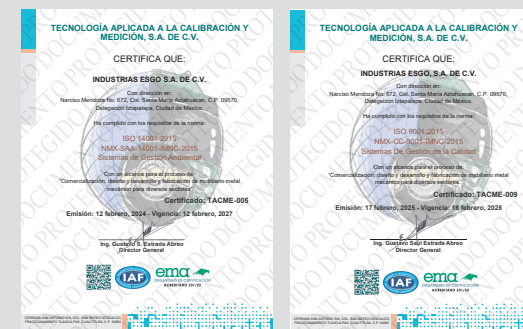 TECNOLOGÍA APLICADA A LA CALIBRACIÓN Y
MEDICIÓN, S.A. DE C.V.
CERTIFICA QUE:
INDUSTRIAS ESGO S.A. DE C.V.
Con dirección en:
Narciso Mendoza No. 672, Col. Santa María Aztahuacan, C.P. 09570,
Delegación Iztapalapa, Ciudad de México.
Ha cumplido con los requisitos de la norma:
ISO 14001:2015
NMX-SAA-14001-IMNC-2015
Sistemas de Gestión Ambiental
Con un alcance para el proceso de:
"Comercialización, diseño y desarrollo y fabricación de mobiliario metal
mecánico para diversos sectores"
Certificado: TACME-005
Emisión: 12 febrero, 2024 - Vigencia: 12 febrero, 2027
Ing. Gustavo S. Estrada Abreo
Director General
IAF
ema
ORGANISMO DE CERTIFICACIÓN
TECNOLOGÍA APLICADA A LA CALIBRACIÓN Y
MEDICIÓN, S.A. DE C.V.
CERTIFICA QUE:
INDUSTRIAS ESGO, S.A. DE C.V.
Con dirección en:
Narciso Mendoza No. 672, Col. Santa María Aztahuacan, C.P. 09570,
Delegación Iztapalapa, Ciudad de México.
Ha cumplido con los requisitos de la norma:
ISO 9001:2015
NMX-CC-9001-IMNC-2015
Sistemas De Gestión de la Calidad
Con un alcance para el proceso de:
"Comercialización, diseño y desarrollo y fabricación de mobiliario metal
mecánico para diversos sectores"
Certificado: TACME-009
Emisión: 17 febrero, 2025 - Vigencia: 16 febrero, 2028
Ing. Gustavo Saúl Estrada Abreo
Director General
IAF
ema
ORGANISMO DE CERTIFICACIÓN